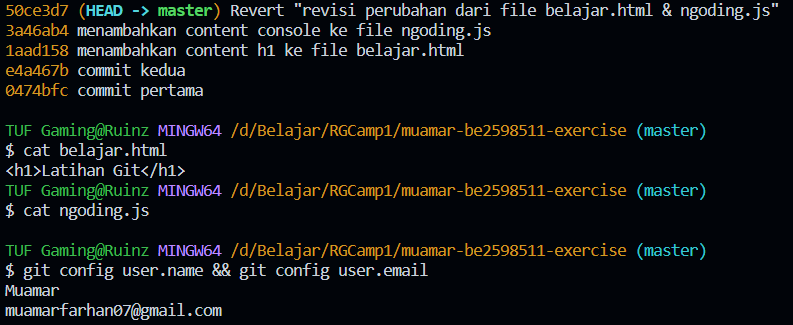 50ce3d7 (HEAD -> master) Revert "revisi perubahan dari file belajar.html & ngoding.js"
3a46ab4 menambahkan content console ke file ngoding.js
1aad158 menambahkan content h1 ke file belajar.html
e4a467b commit kedua
0474bfc commit pertama
TUF Gaming@Ruinz MINGW64 /d/Belajar/RGCamp1/muamar-be2598511-exercise (master)
$ cat belajar.html
<h1>Latihan Git</h1>
TUF Gaming@Ruinz MINGW64 /d/Belajar/RGCamp1/muamar-be2598511-exercise (master)
$ cat ngoding.js
TUF Gaming@Ruinz MINGW64 /d/Belajar/RGCamp1/muamar-be2598511-exercise (master)
$ git config user.name && git config user.email
Muamar
muamarfarhan07@gmail.com